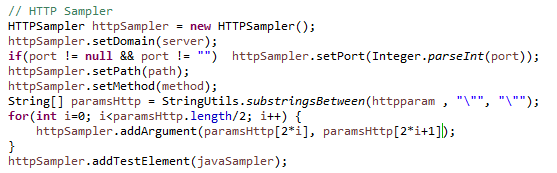 // HTTP Sampler
HTTPSampler httpSampler = new HTTPSampler();
httpSampler.setDomain(server);
if(port != null && port != "")  httpSampler.setPort(Integer.parseInt(port));
httpSampler.setPath(path);
httpSampler.setMethod(method);
String[] paramsHttp = StringUtils.substringsBetween(httpparam , "\"", "\"");
for(int i=0; i<paramsHttp.length/2; i++) {
    httpSampler.addArgument(paramsHttp[2*i], paramsHttp[2*i+1]);
}
httpSampler.addTestElement(javaSampler);